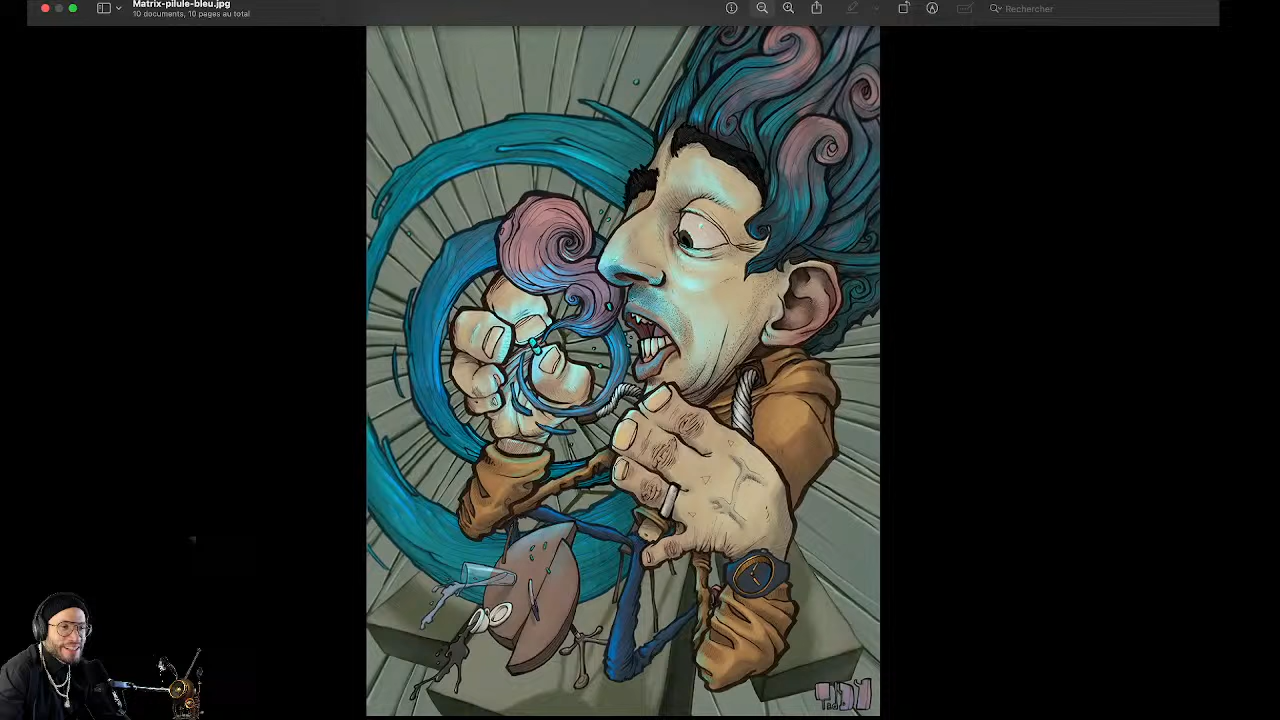 Matrix-pilule-bleu.jpg
10 documents, 10 pages au total
Rechercher